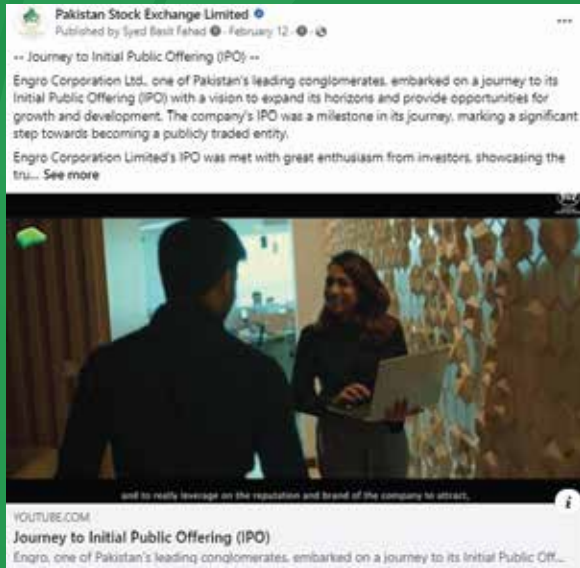 Pakistan Stock Exchange Limited
Published by Syed Basit Fahad · February 12 ·
-- Journey to Initial Public Offering (IPO) --
Engro Corporation Ltd., one of Pakistan's leading conglomerates, embarked on a journey to its
Initial Public Offering (IPO) with a vision to expand its horizons and provide opportunities for
growth and development. The company's IPO was a milestone in its journey, marking a significant
step towards becoming a publicly traded entity.
Engro Corporation Limited's IPO was met with great enthusiasm from investors, showcasing the
tru... See more
and to really leverage on the reputation and brand of the company to attract,
YOUTUBE.COM
Journey to Initial Public Offering (IPO)
Engro, one of Pakistan's leading conglomerates, embarked on a journey to its Initial Public Off...